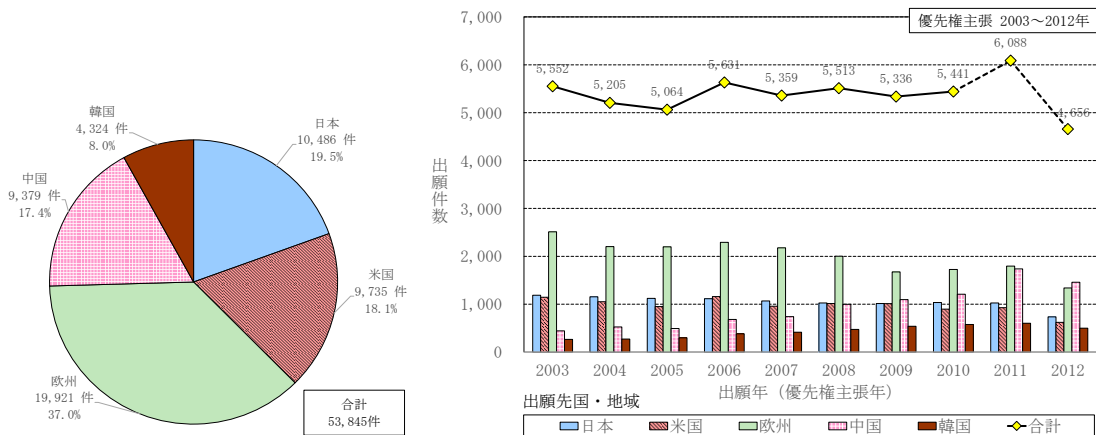 韓国
4,324 件
8.0%
日本
10,486 件
19.5%
中国
9,379 件
17.4%
米国
9,735 件
18.1%
欧州
19,921 件
37.0%
合計
53,845件
優先権主張 2003～2012年
出願件数
7,000
6,000
5,000
4,000
3,000
2,000
1,000
0
5,552
5,205
5,064
5,631
5,359
5,513
5,336
5,441
6,088
4,656
2003 2004 2005 2006 2007 2008 2009 2010 2011 2012
出願年（優先権主張年）
出願先国・地域
日本 米国 欧州 中国 韓国 合計